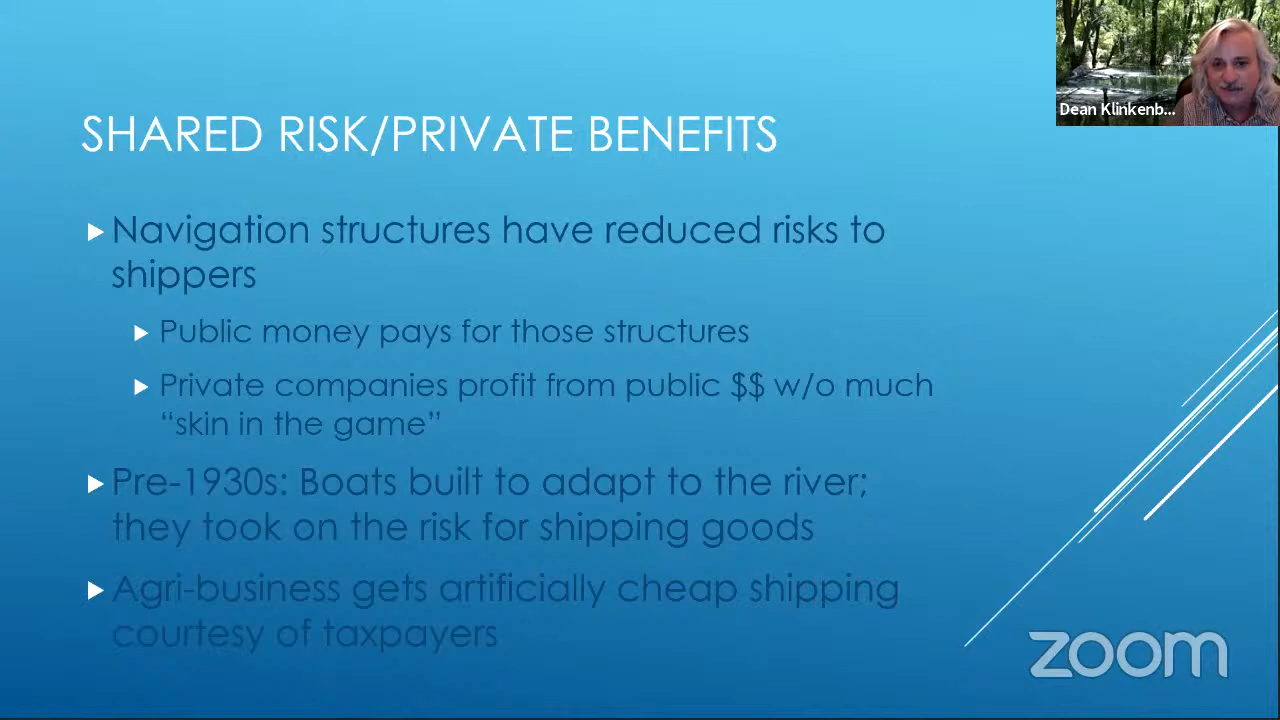 Dean Klinkenb...
SHARED RISK/PRIVATE BENEFITS
Navigation structures have reduced risks to
shippers
Public money pays for those structures
Private companies profit from public $$ w/o much
“skin in the game”
Pre-1930s: Boats built to adapt to the river;
they took on the risk for shipping goods
Agri-business gets artificially cheap shipping
courtesy of taxpayers
zoom